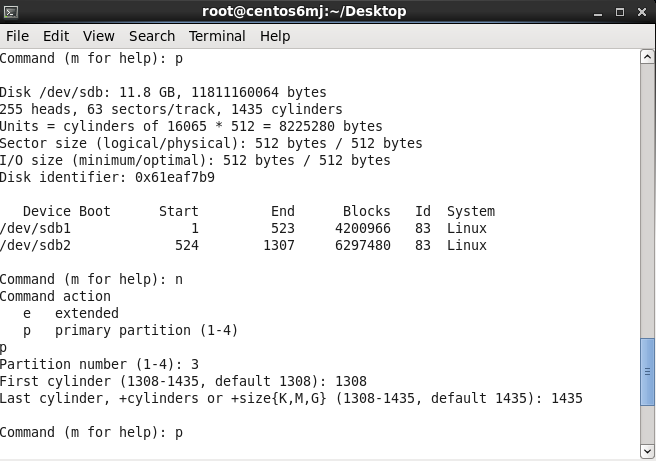 root@centos6mj:~/Desktop
File Edit View Search Terminal Help
Command (m for help): p
Disk /dev/sdb: 11.8 GB, 11811160064 bytes
255 heads, 63 sectors/track, 1435 cylinders
Units = cylinders of 16065 * 512 = 8225280 bytes
Sector size (logical/physical): 512 bytes / 512 bytes
I/O size (minimum/optimal): 512 bytes / 512 bytes
Disk identifier: 0x61eaf7b9
Device Boot Start End Blocks Id System
/dev/sdb1 1 523 4200966 83 Linux
/dev/sdb2 524 1307 6297480 83 Linux
Command (m for help): n
Command action
e extended
p primary partition (1-4)
p
Partition number (1-4): 3
First cylinder (1308-1435, default 1308): 1308
Last cylinder, +cylinders or +size{K,M,G} (1308-1435, default 1435): 1435
Command (m for help): p